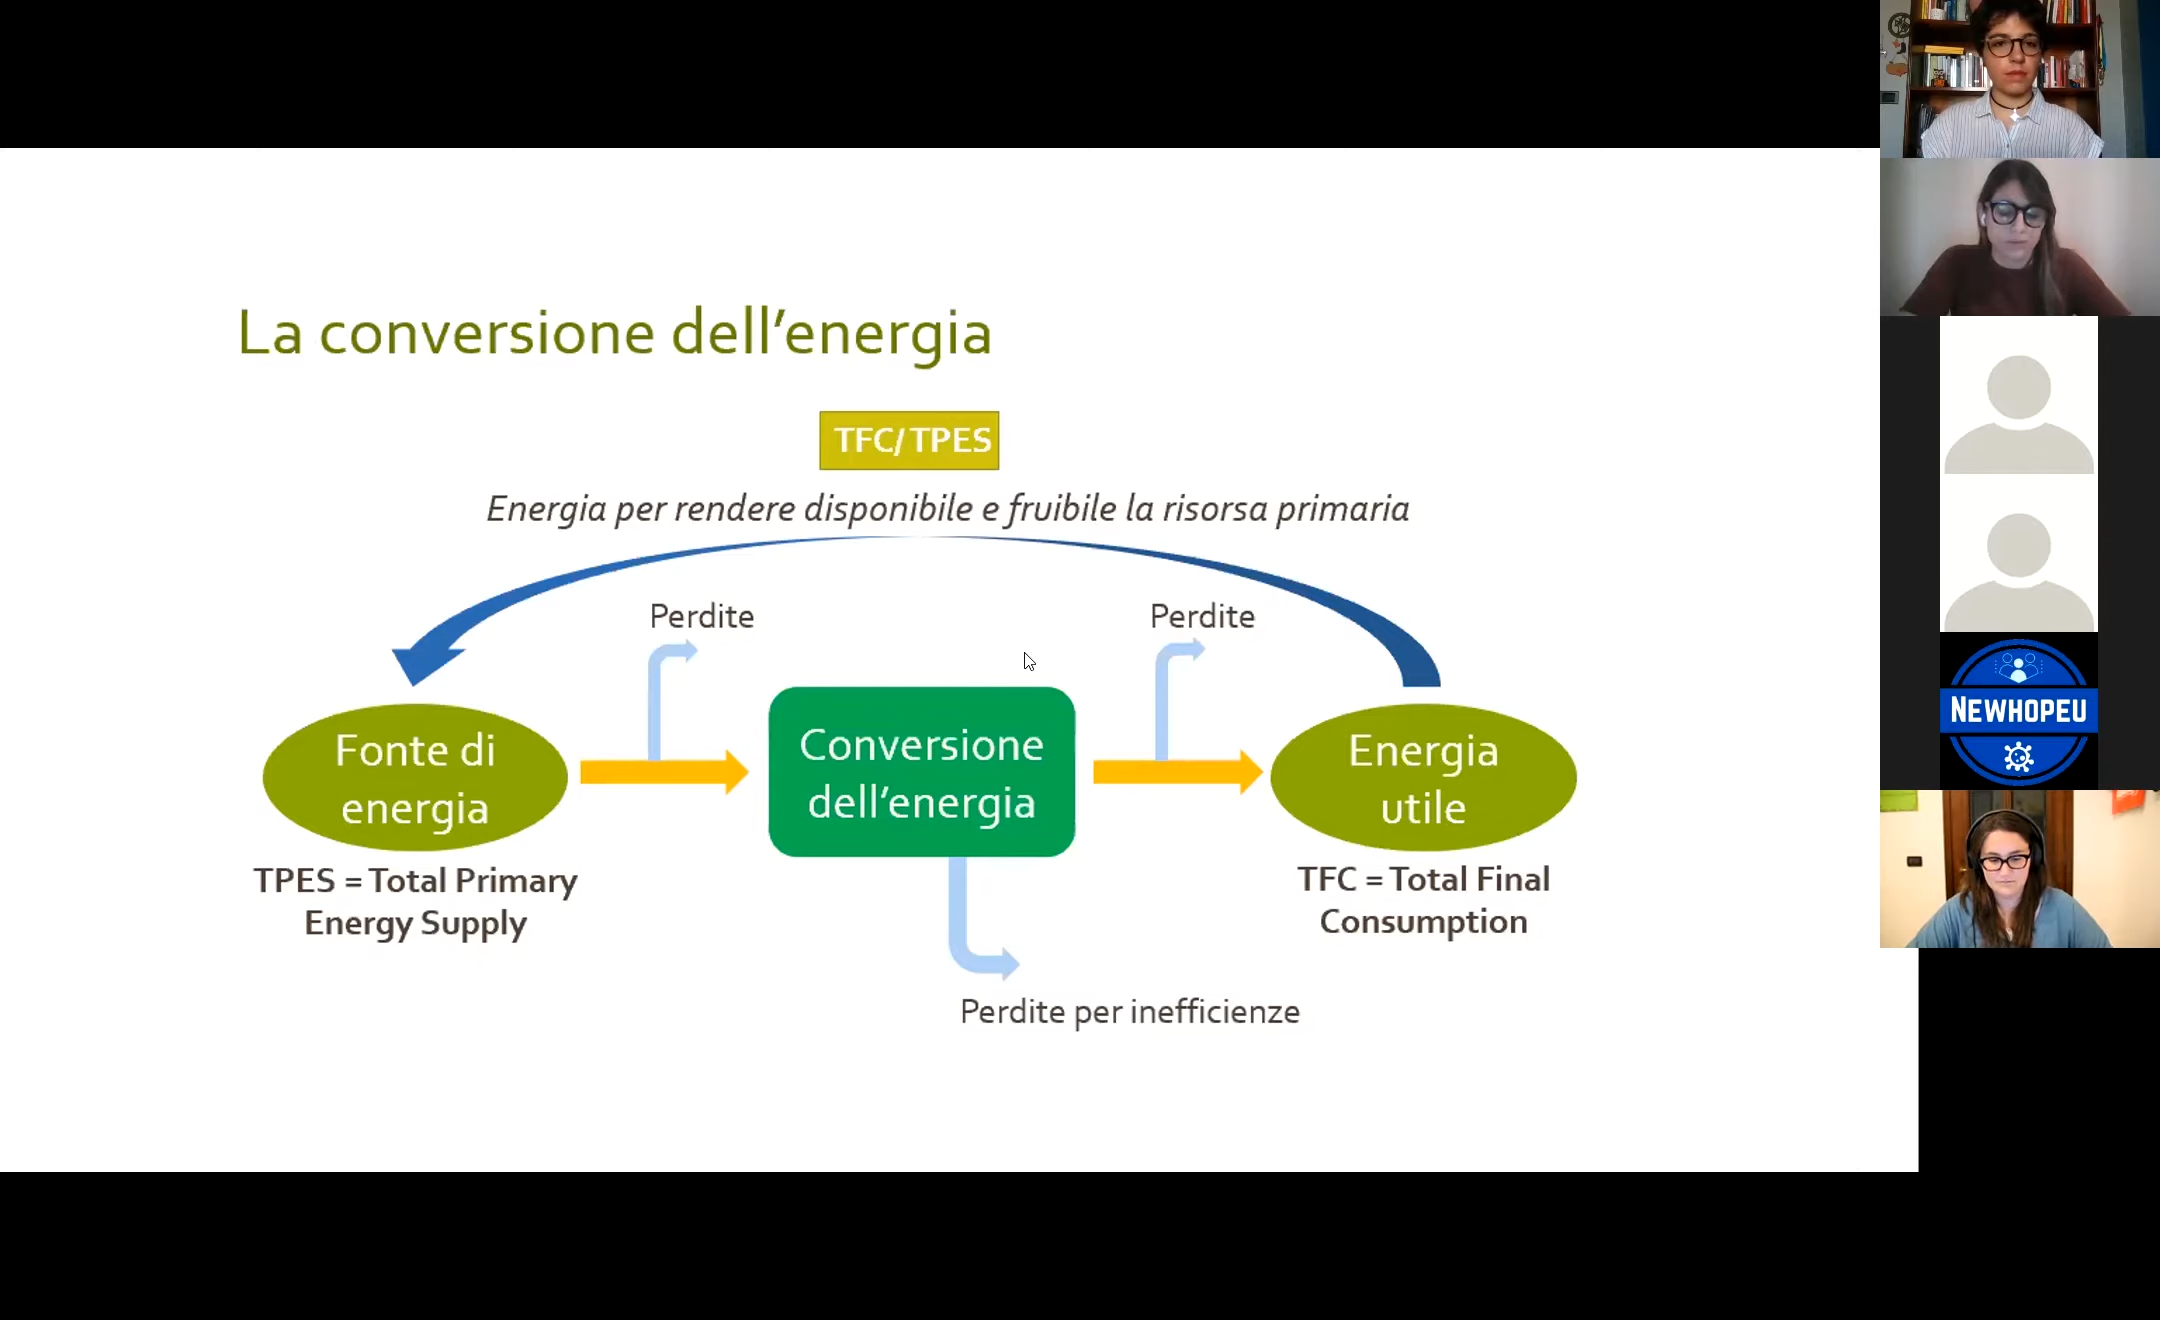 La conversione dell'energia
TFC/ TPES
Energia per rendere disponibile e fruibile la risorsa primaria
Perdite
Perdite
Fonte di
energia
Conversione
dell'energia
Energia
utile
TPES = Total Primary
Energy Supply
TFC = Total Final
Consumption
Perdite per inefficienze
NEWHOPEU